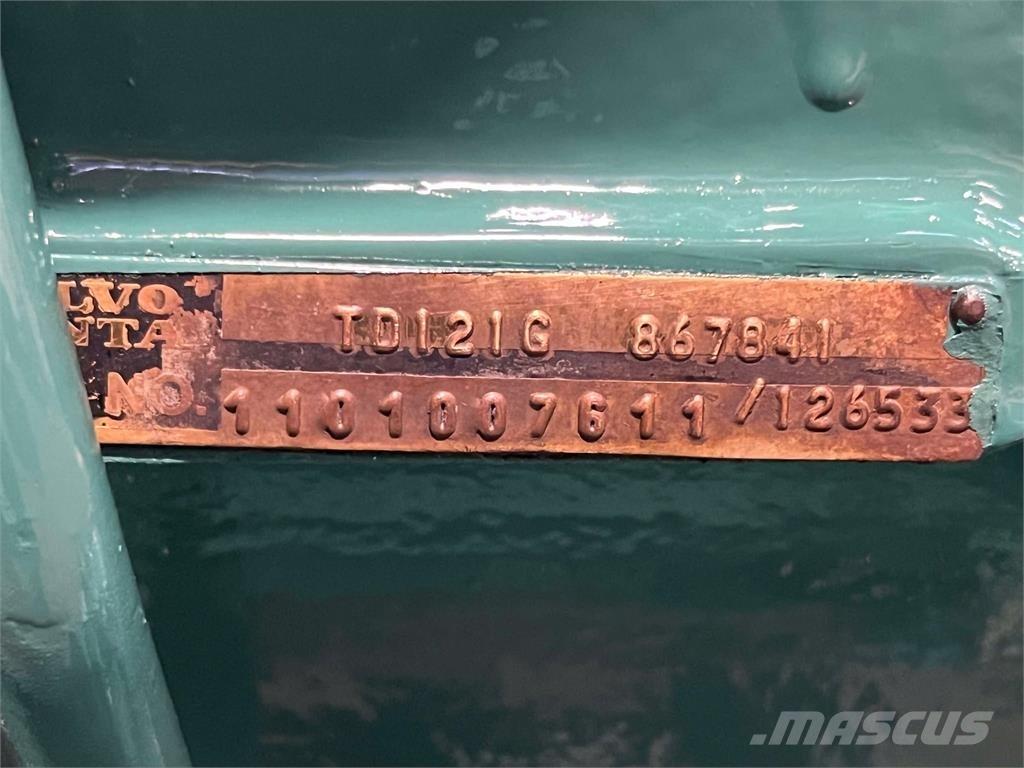 LVO
NTA
TD121G 867841
NO. 1101007611/126533
MASCUS